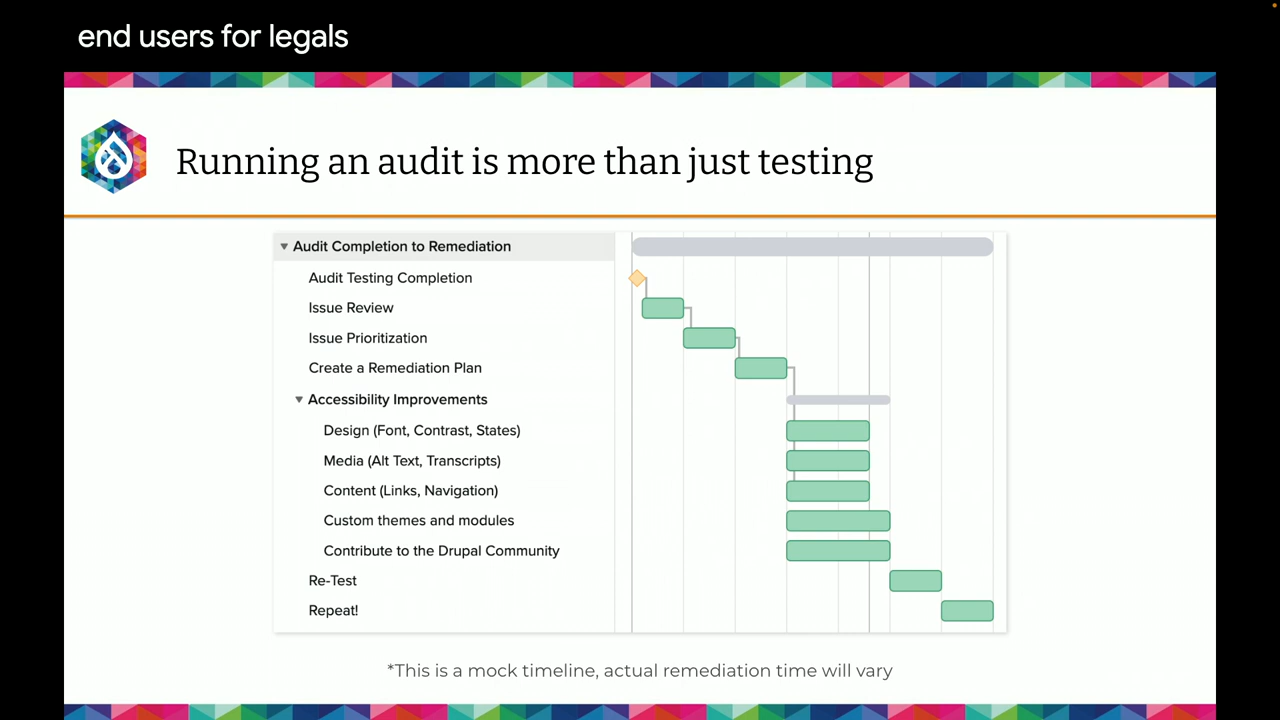 end users for legals
Running an audit is more than just testing
Audit Completion to Remediation
Audit Testing Completion
Issue Review
Issue Prioritization
Create a Remediation Plan
Accessibility Improvements
Design (Font, Contrast, States)
Media (Alt Text, Transcripts)
Content (Links, Navigation)
Custom themes and modules
Contribute to the Drupal Community
Re-Test
Repeat!
*This is a mock timeline, actual remediation time will vary